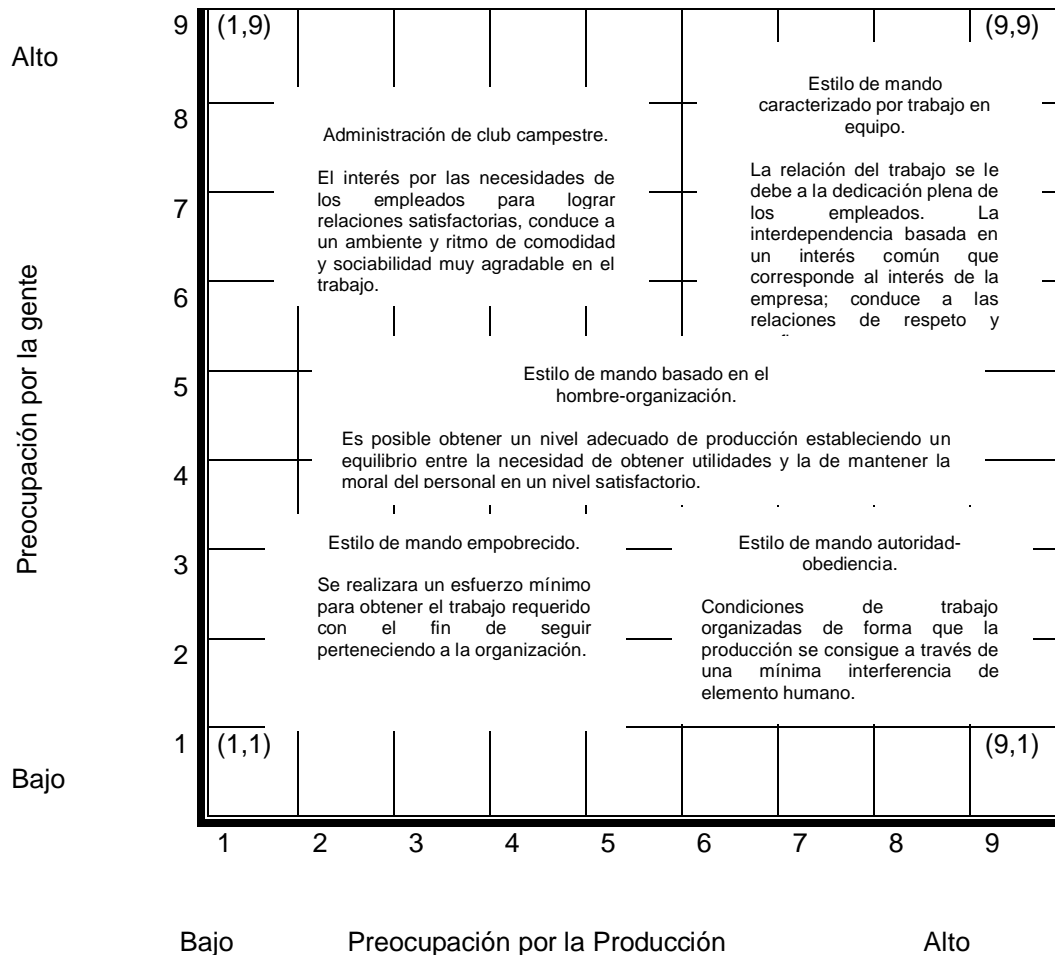 9
(1,9)
(9,9)
Alto
Estilo de mando
caracterizado por trabajo en
equipo.
La relación del trabajo se le
debe a la dedicación plena de
los empleados. La
interdependencia basada en
un interés común que
corresponde al interés de la
empresa; conduce a las
relaciones de respeto y
8
Administración de club campestre.
El interés por las necesidades de
los empleados para lograr
relaciones satisfactorias, conduce a
un ambiente y ritmo de comodidad
y sociabilidad muy agradable en el
trabajo.
7
6
Preocupación por la gente
5
Estilo de mando basado en el
hombre-organización.
Es posible obtener un nivel adecuado de producción estableciendo un
equilibrio entre la necesidad de obtener utilidades y la de mantener la
moral del personal en un nivel satisfactorio.
4
3
Estilo de mando empobrecido.
Se realizara un esfuerzo mínimo
para obtener el trabajo requerido
con el fin de seguir
perteneciendo a la organización.
Estilo de mando autoridad-
obediencia.
Condiciones de trabajo
organizadas de forma que la
producción se consigue a través de
una mínima interferencia de
elemento humano.
2
1
(1,1)
(9,1)
Bajo
1 2 3 4 5 6 7 8 9
Bajo Preocupación por la Producción Alto